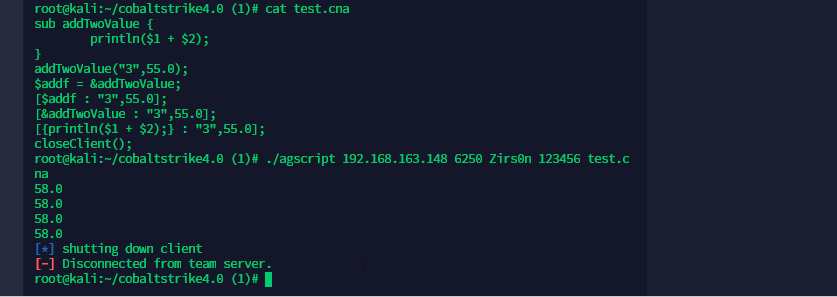 root@kali:~/cobaltstrike4.0 (1)# cat test.cna
sub addTwoValue {
        println($1 + $2);
}
addTwoValue("3",55.0);
$addf = &addTwoValue;
[$addf : "3",55.0];
[&addTwoValue : "3",55.0];
[{println($1 + $2);} : "3",55.0];
closeClient();
root@kali:~/cobaltstrike4.0 (1)# ./agscript 192.168.163.148 6250 Zirs0n 123456 test.c
na
58.0
58.0
58.0
58.0
[*] shutting down client
[-] Disconnected from team server.
root@kali:~/cobaltstrike4.0 (1)#